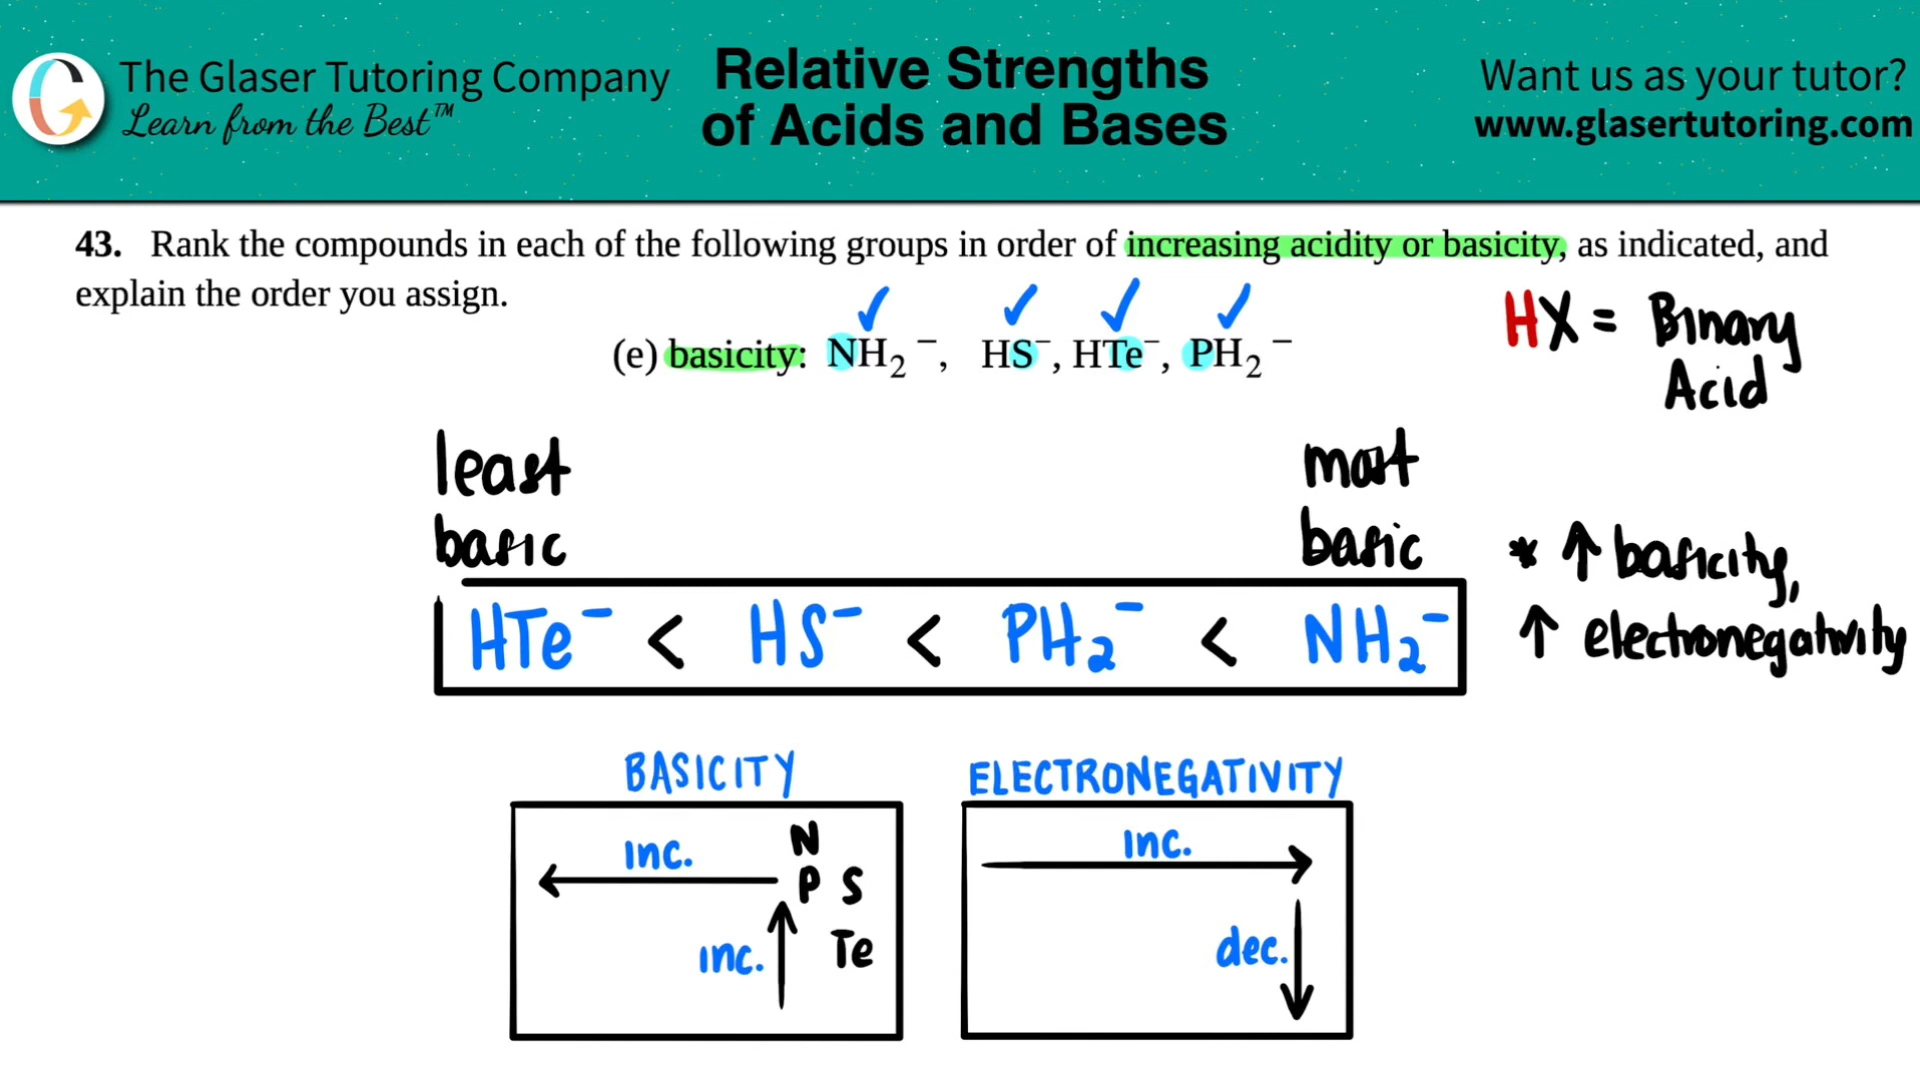 The Glaser Tutoring Company
Learn from the Best™
Relative Strengths
of Acids and Bases
Want us as your tutor?
www.glasertutoring.com
43. Rank the compounds in each of the following groups in order of increasing acidity or basicity, as indicated, and
explain the order you assign.
(e) basicity: NH₂⁻, HS⁻, HTe⁻, PH₂⁻
HX = Binary
Acid
least
basic
most
basic
HTe⁻ < HS⁻ < PH₂⁻ < NH₂⁻
* ↑ basicity,
↑ electronegativity
BASICITY
inc.
N
P S
inc.
Te
ELECTRONEGATIVITY
inc.
dec.